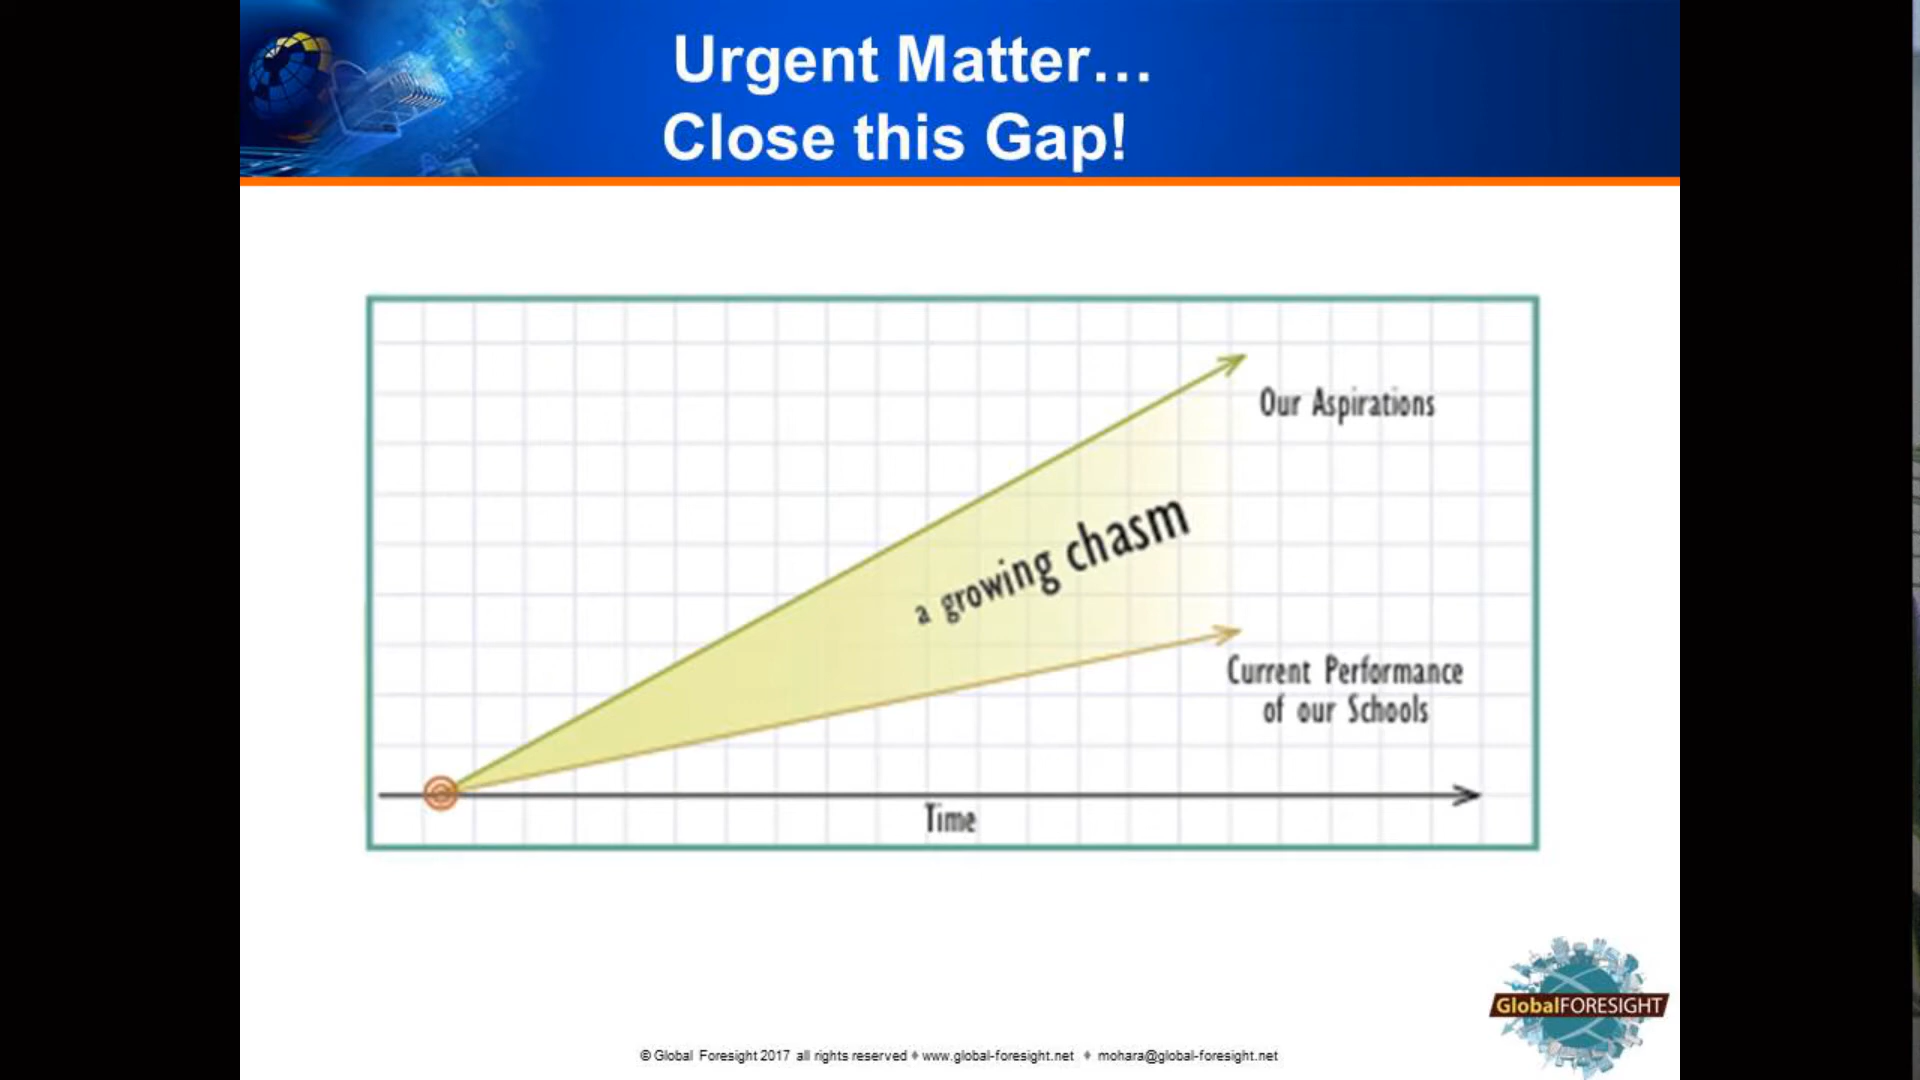 Urgent Matter...
Close this Gap!
Our Aspirations
a growing chasm
Current Performance
of our Schools
Time
GlobalFORESIGHT
© Global Foresight 2017 all rights reserved ♦ www.global-foresight.net ♦ mohara@global-foresight.net